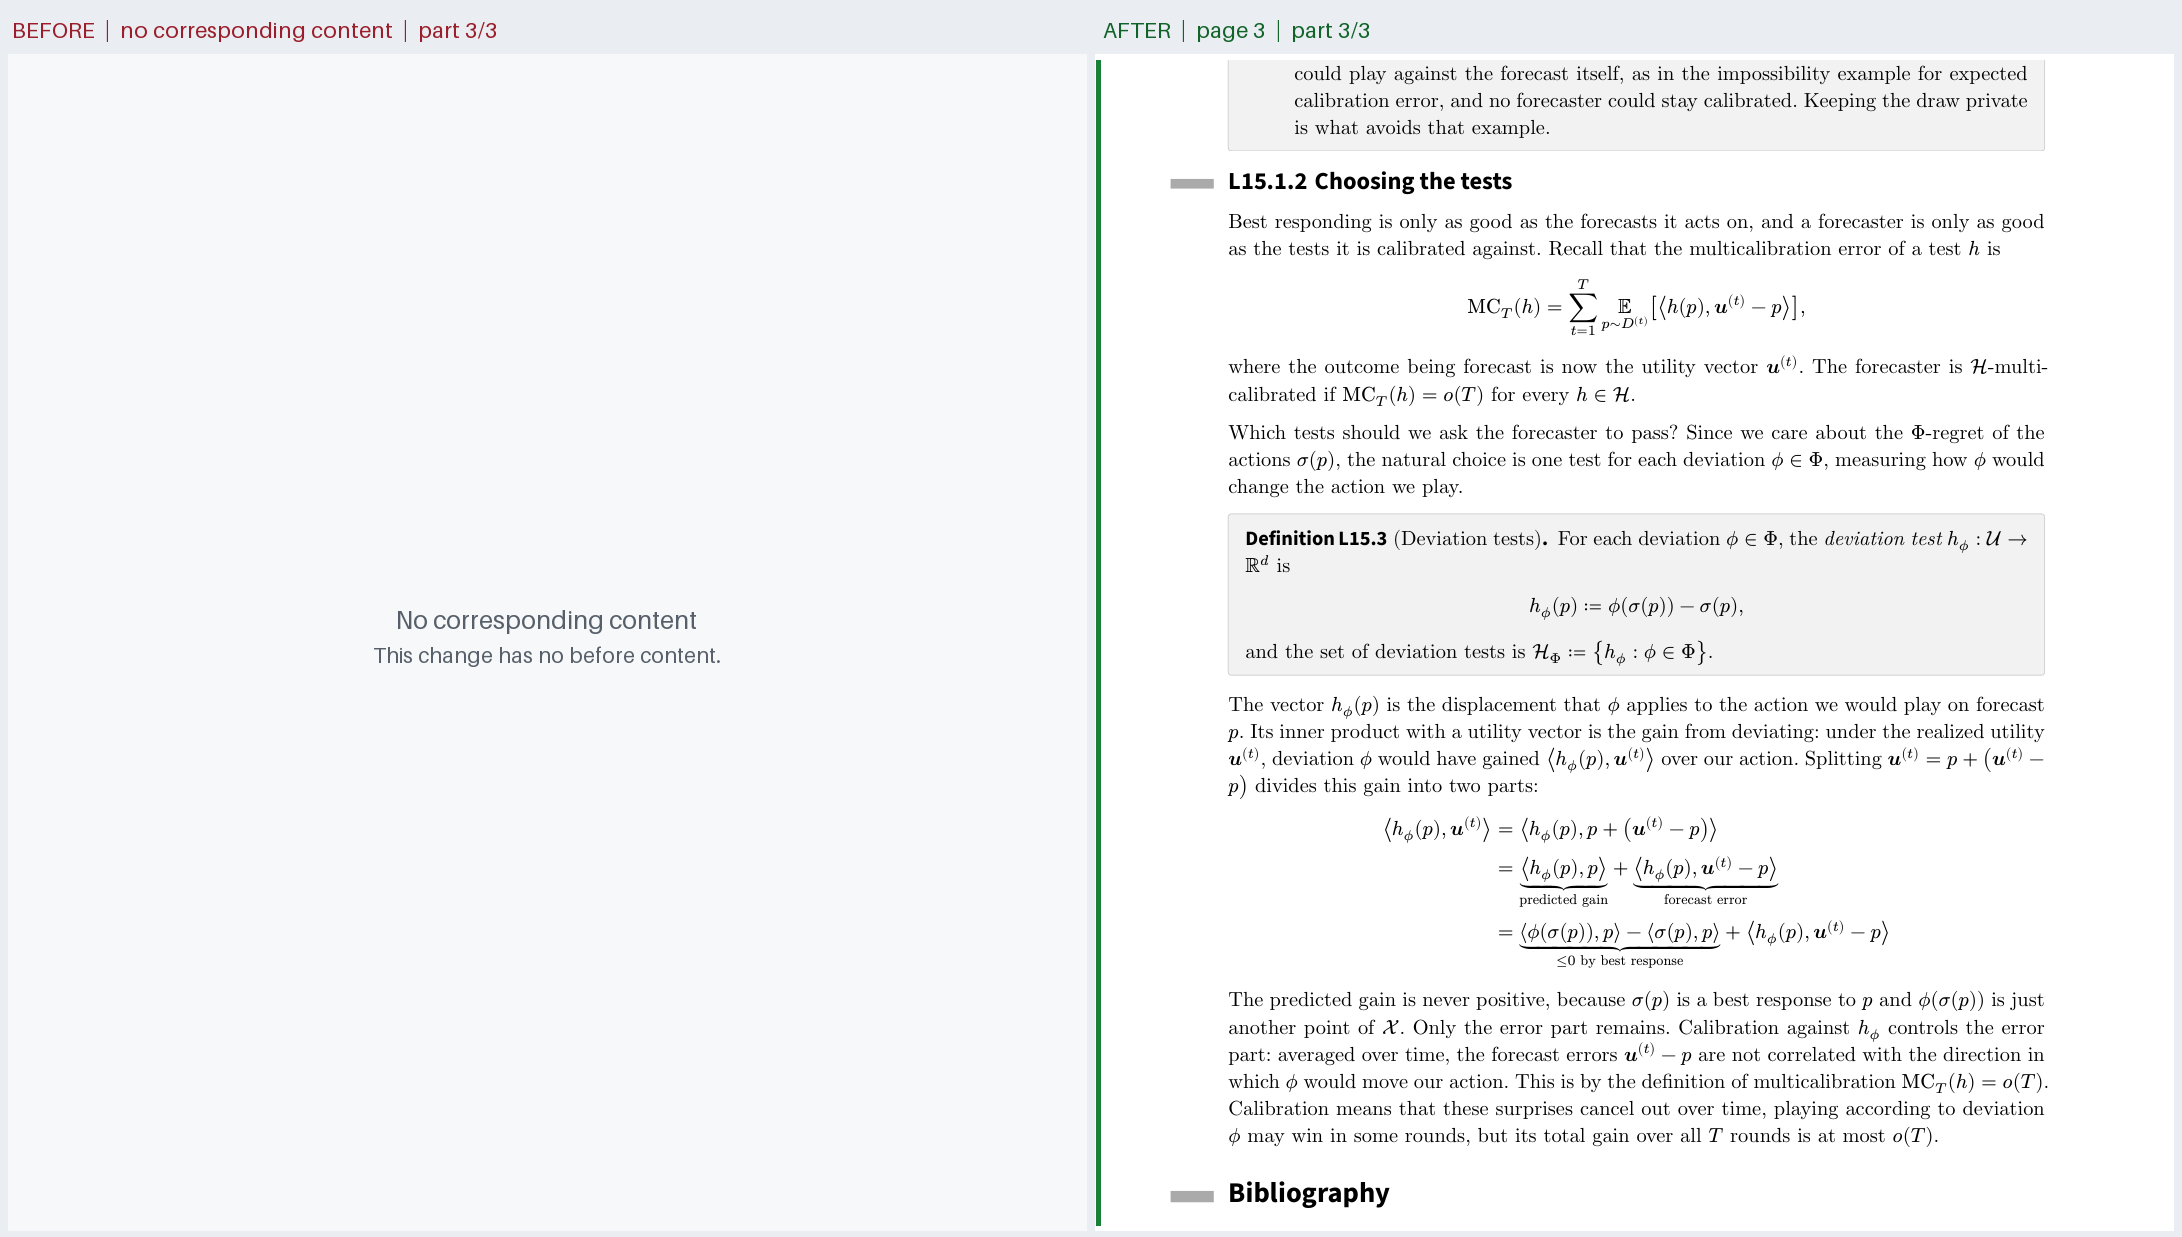 BEFORE | no corresponding content | part 3/3
No corresponding content
This change has no before content.
AFTER | page 3 | part 3/3
could play against the forecast itself, as in the impossibility example for expected
calibration error, and no forecaster could stay calibrated. Keeping the draw private
is what avoids that example.
L15.1.2 Choosing the tests
Best responding is only as good as the forecasts it acts on, and a forecaster is only as good
as the tests it is calibrated against. Recall that the multicalibration error of a test h is
MC_T(h) = ∑_{t=1}^{T} 𝔼_{p∼D^{(t)}} [⟨h(p), u^{(t)} − p⟩],
where the outcome being forecast is now the utility vector u^{(t)}. The forecaster is ℋ-multi-
calibrated if MC_T(h) = o(T) for every h ∈ ℋ.
Which tests should we ask the forecaster to pass? Since we care about the Φ-regret of the
actions σ(p), the natural choice is one test for each deviation ϕ ∈ Φ, measuring how ϕ would
change the action we play.
Definition L15.3 (Deviation tests). For each deviation ϕ ∈ Φ, the deviation test h_ϕ : 𝒰 →
ℝ^d is
h_ϕ(p) ≔ ϕ(σ(p)) − σ(p),
and the set of deviation tests is ℋ_Φ ≔ {h_ϕ : ϕ ∈ Φ}.
The vector h_ϕ(p) is the displacement that ϕ applies to the action we would play on forecast
p. Its inner product with a utility vector is the gain from deviating: under the realized utility
u^{(t)}, deviation ϕ would have gained ⟨h_ϕ(p), u^{(t)}⟩ over our action. Splitting u^{(t)} = p + (u^{(t)} −
p) divides this gain into two parts:
⟨h_ϕ(p), u^{(t)}⟩ = ⟨h_ϕ(p), p + (u^{(t)} − p)⟩
= ⟨h_ϕ(p), p⟩ + ⟨h_ϕ(p), u^{(t)} − p⟩
predicted gain forecast error
= ⟨ϕ(σ(p)), p⟩ − ⟨σ(p), p⟩ + ⟨h_ϕ(p), u^{(t)} − p⟩
≤0 by best response
The predicted gain is never positive, because σ(p) is a best response to p and ϕ(σ(p)) is just
another point of 𝒳. Only the error part remains. Calibration against h_ϕ controls the error
part: averaged over time, the forecast errors u^{(t)} − p are not correlated with the direction in
which ϕ would move our action. This is by the definition of multicalibration MC_T(h) = o(T).
Calibration means that these surprises cancel out over time, playing according to deviation
ϕ may win in some rounds, but its total gain over all T rounds is at most o(T).
Bibliography